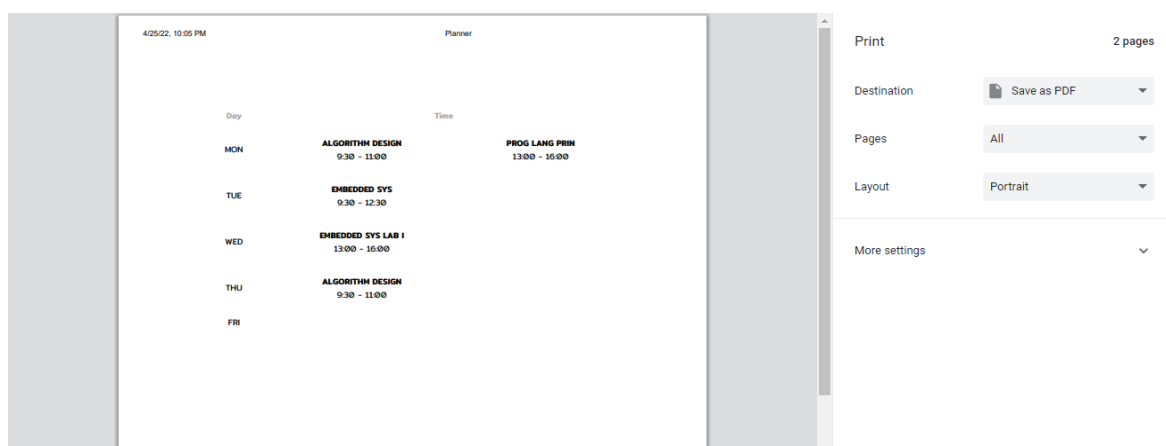 4/25/22, 10:05 PM Planner
Day Time
MON ALGORITHM DESIGN PROG LANG PRIN
9:30 - 11:00 13:00 - 16:00
TUE EMBEDDED SYS
9:30 - 12:30
WED EMBEDDED SYS LAB I
13:00 - 16:00
THU ALGORITHM DESIGN
9:30 - 11:00
FRI
Print 2 pages
Destination Save as PDF
Pages All
Layout Portrait
More settings